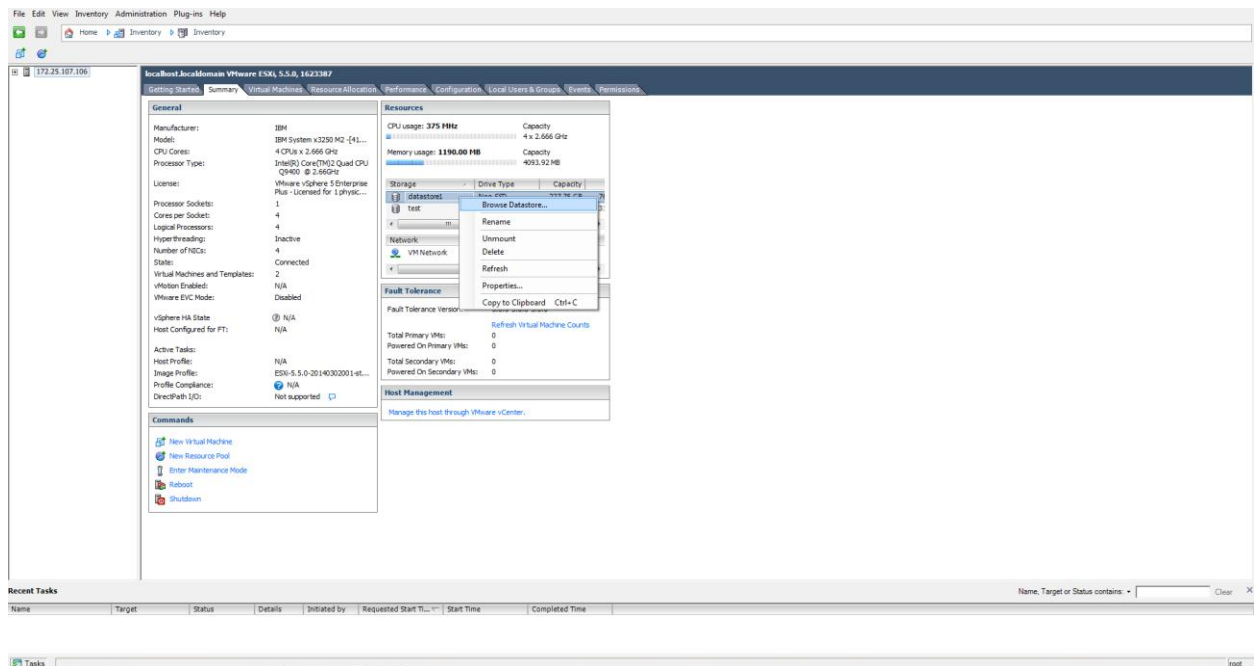 File Edit View Inventory Administration Plug-ins Help
Home Inventory Inventory
172.25.107.106
localhost.localdomain VMware ESXi, 5.5.0, 1623387
Getting Started Summary Virtual Machines Resource Allocation Performance Configuration Local Users & Groups Events Permissions
General
Manufacturer: IBM
Model: IBM System x3250 M2 -[41...
CPU Cores: 4 CPUs x 2.666 GHz
Processor Type: Intel(R) Core(TM)2 Quad CPU
Q9400 @ 2.66GHz
License: VMware vSphere 5 Enterprise
Plus - Licensed for 1 physic...
Processor Sockets: 1
Cores per Socket: 4
Logical Processors: 4
Hyperthreading: Inactive
Number of NICs: 4
State: Connected
Virtual Machines and Templates: 2
vMotion Enabled: N/A
VMware EVC Mode: Disabled
vSphere HA State N/A
Host Configured for FT: N/A
Active Tasks:
Host Profile: N/A
Image Profile: ESXi-5.5.0-20140302001-st...
Profile Compliance: N/A
DirectPath I/O: Not supported
Commands
New Virtual Machine
New Resource Pool
Enter Maintenance Mode
Reboot
Shutdown
Resources
CPU usage: 375 MHz Capacity
4 x 2.666 GHz
Memory usage: 1190.00 MB Capacity
4093.92 MB
Storage Drive Type Capacity
datastore1
test
Network
VM Network
Browse Datastore...
Rename
Unmount
Delete
Refresh
Properties...
Copy to Clipboard Ctrl+C
Fault Tolerance
Fault Tolerance Version:
Refresh Virtual Machine Counts
Total Primary VMs: 0
Powered On Primary VMs: 0
Total Secondary VMs: 0
Powered On Secondary VMs: 0
Host Management
Manage this host through VMware vCenter.
Recent Tasks
Name, Target or Status contains: Clear
Name Target Status Details Initiated by Requested Start Ti... Start Time Completed Time
Tasks
root